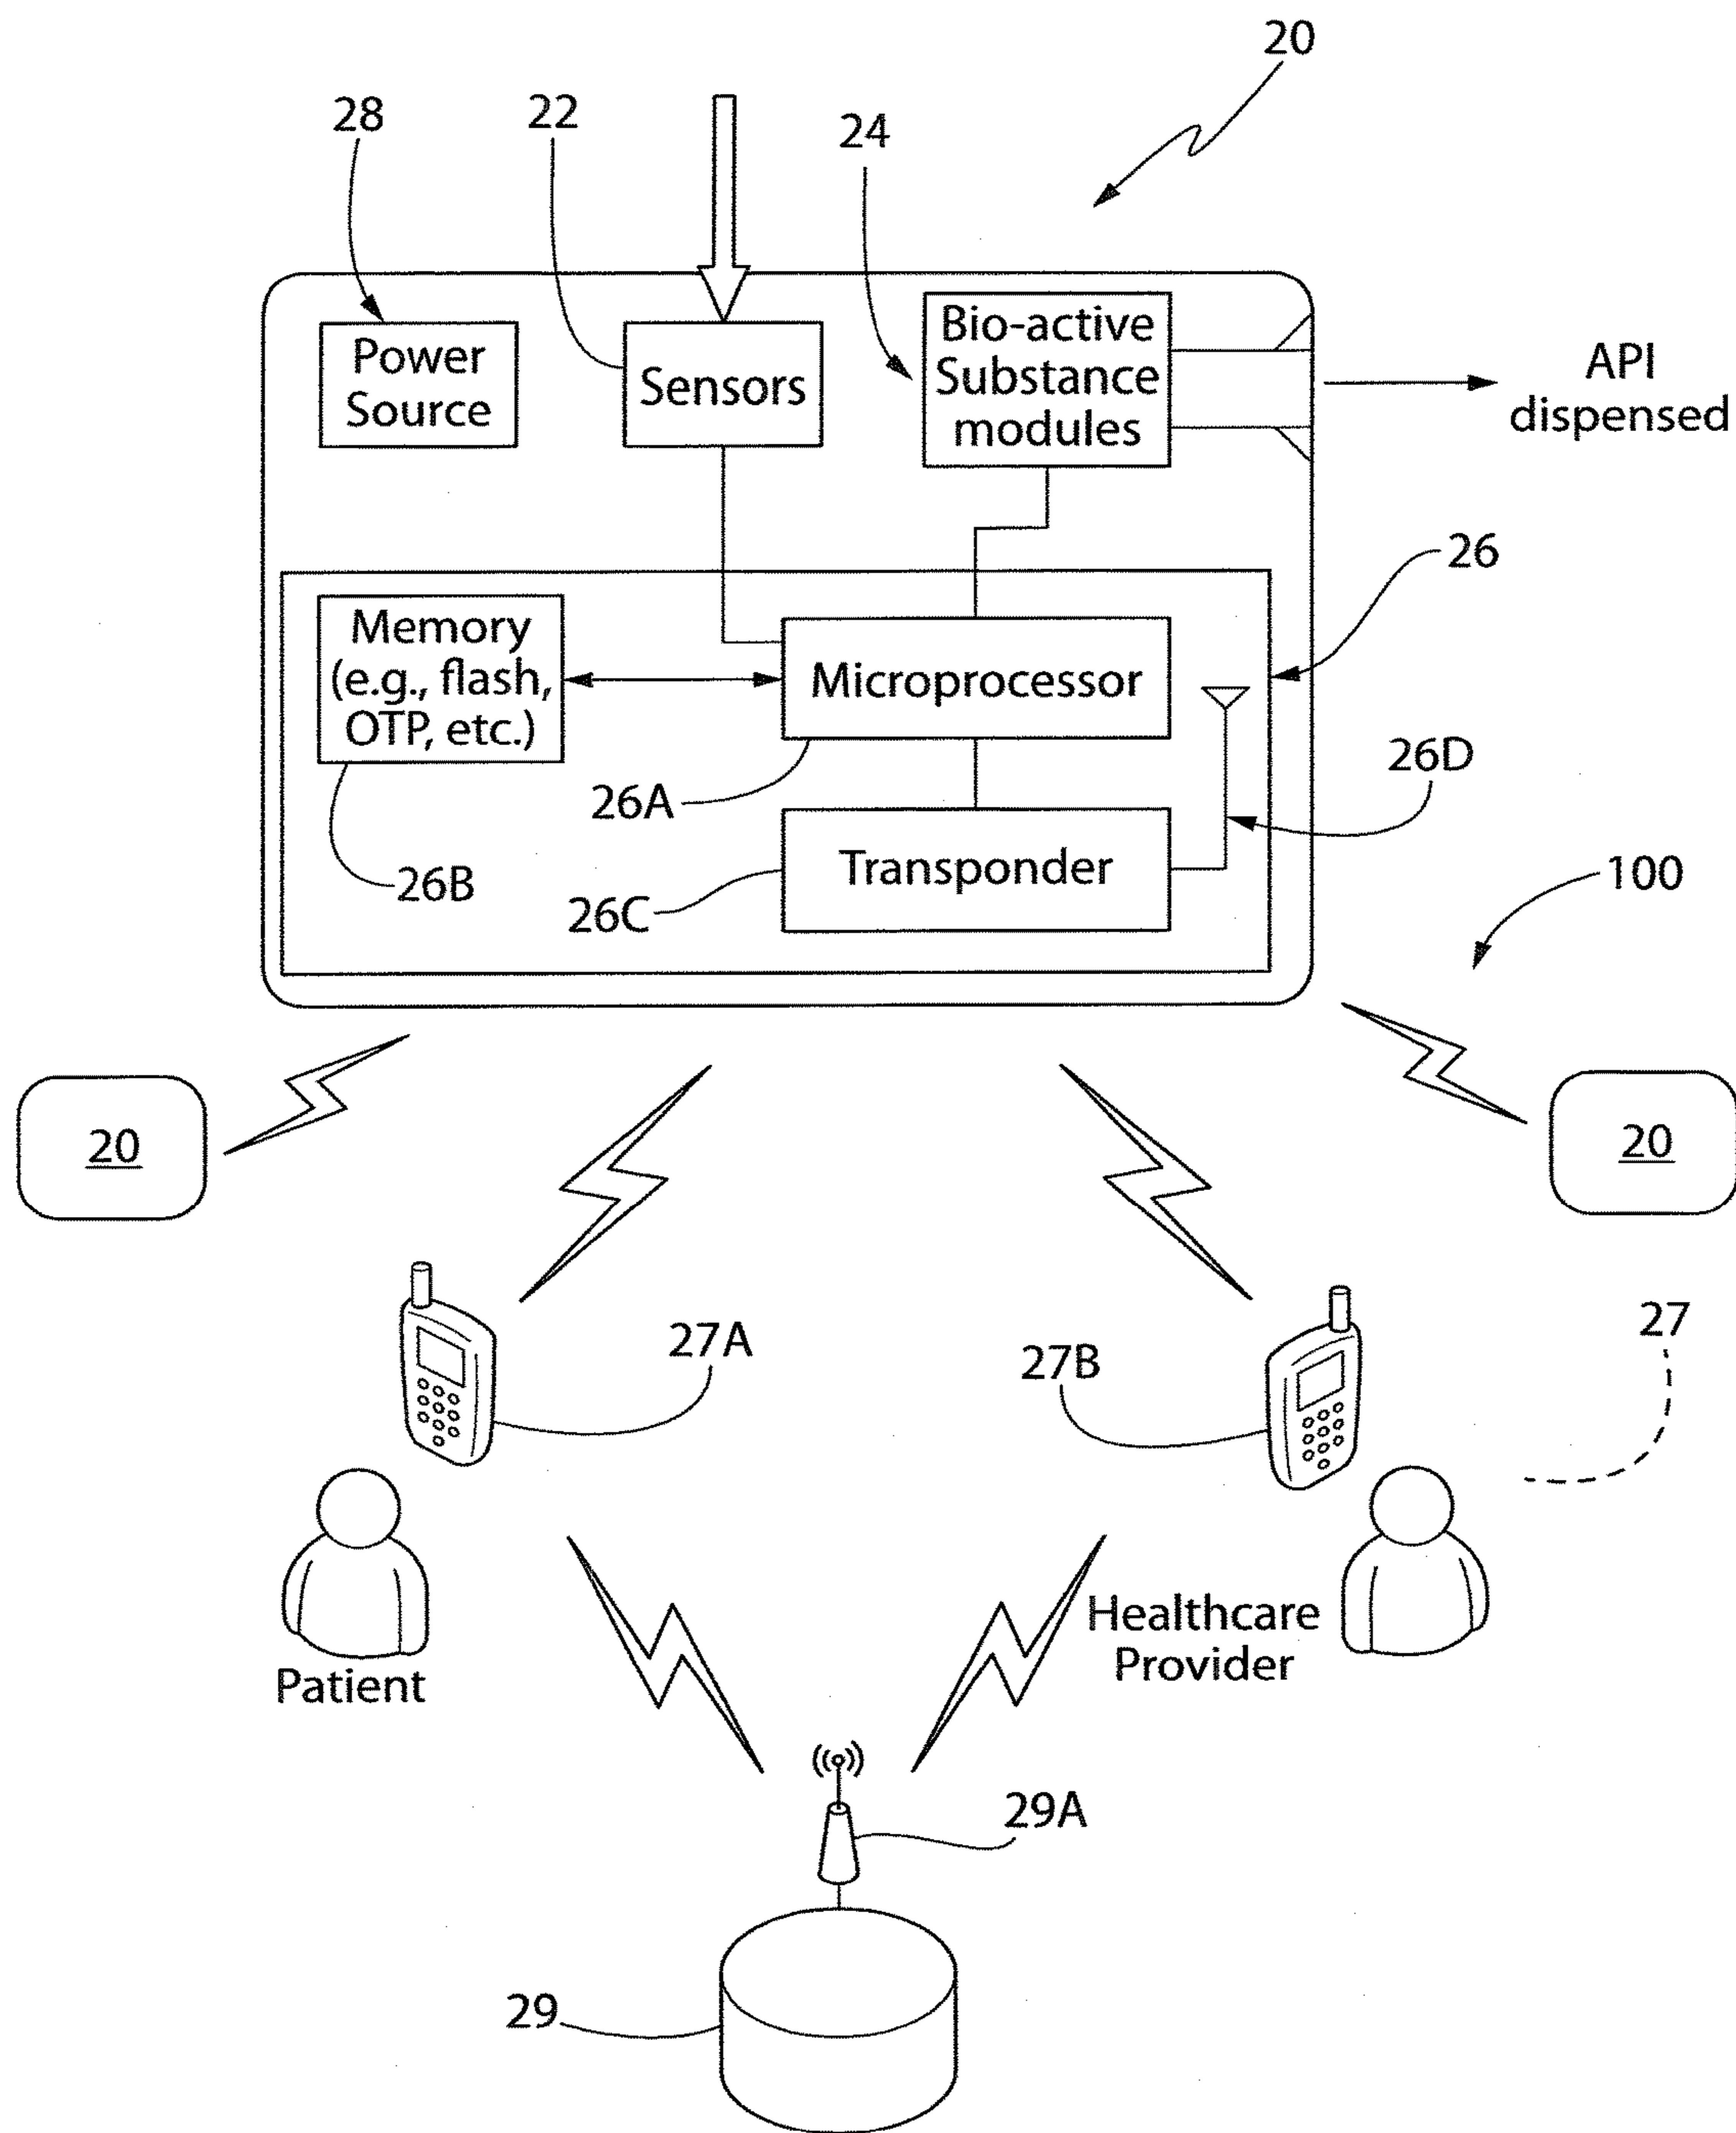 20
28
22
24
Power
Source
Sensors
Bio-active
Substance
modules
API
dispensed
26
Memory
(e.g., flash,
OTP, etc.)
Microprocessor
26A
26D
26B
Transponder
26C
100
20
20
27A
27B
27
Patient
Healthcare
Provider
29A
29